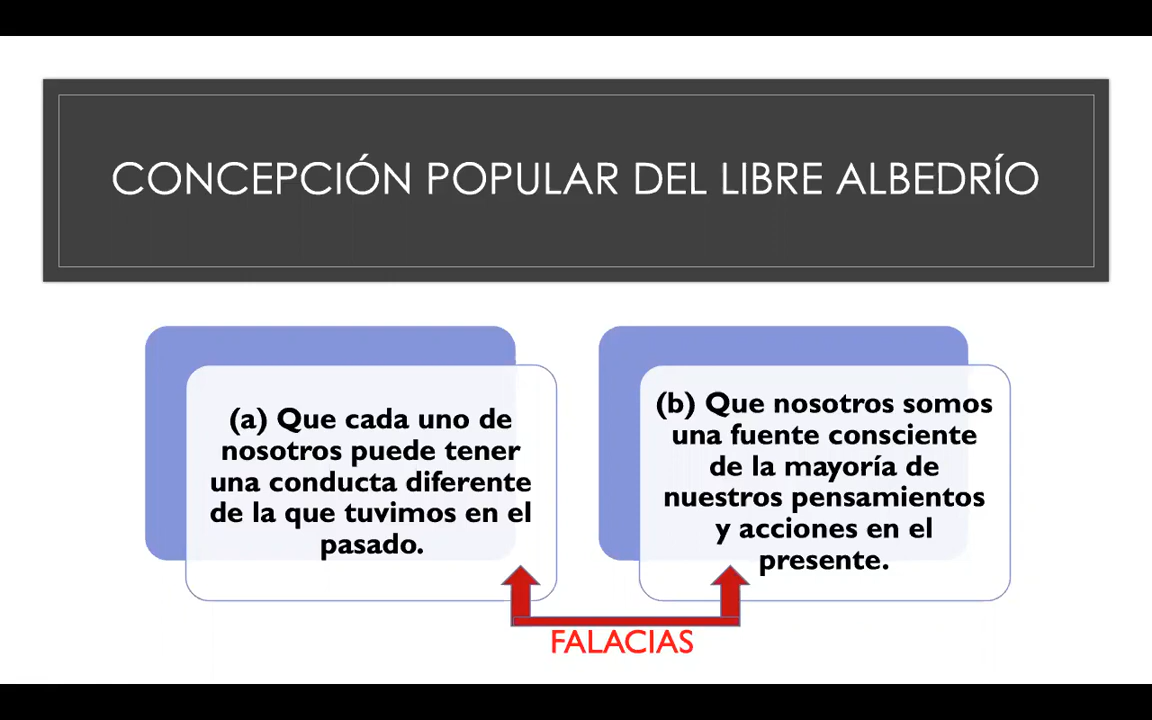 CONCEPCIÓN POPULAR DEL LIBRE ALBEDRÍO
(a) Que cada uno de
nosotros puede tener
una conducta diferente
de la que tuvimos en el
pasado.
(b) Que nosotros somos
una fuente consciente
de la mayoría de
nuestros pensamientos
y acciones en el
presente.
FALACIAS